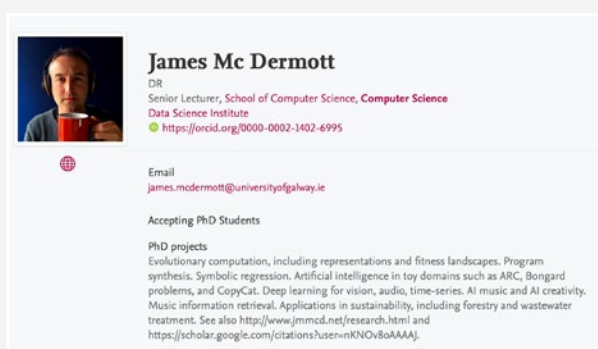 James Mc Dermott
DR
Senior Lecturer, School of Computer Science, Computer Science
Data Science Institute
https://orcid.org/0000-0002-1402-6995
Email
james.mcdermott@universityofgalway.ie
Accepting PhD Students
PhD projects
Evolutionary computation, including representations and fitness landscapes. Program
synthesis. Symbolic regression. Artificial intelligence in toy domains such as ARC, Bongard
problems, and CopyCat. Deep learning for vision, audio, time-series. AI music and AI creativity.
Music information retrieval. Applications in sustainability, including forestry and wastewater
treatment. See also http://www.jmmcd.net/research.html and
https://scholar.google.com/citations?user=nKNOv8oAAAAJ.